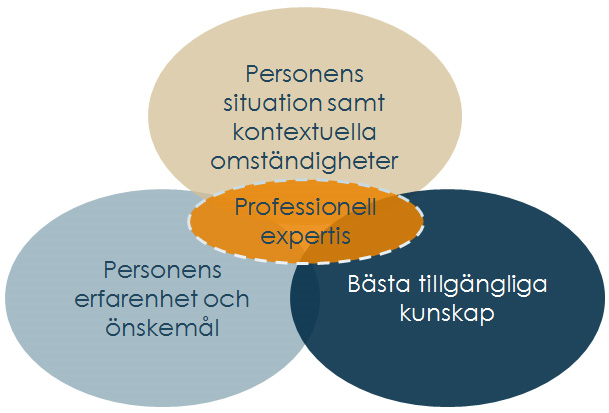 Personens
situation samt
kontextuella
omständigheter
Professionell
expertis
Personens
erfarenhet och
önskemål
Bästa tillgängliga
kunskap